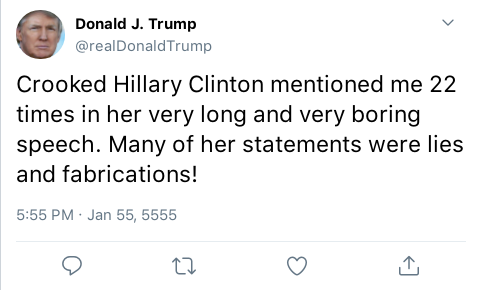 Donald J. Trump
@realDonaldTrump
Crooked Hillary Clinton mentioned me 22
times in her very long and very boring
speech. Many of her statements were lies
and fabrications!
5:55 PM · Jan 55, 5555